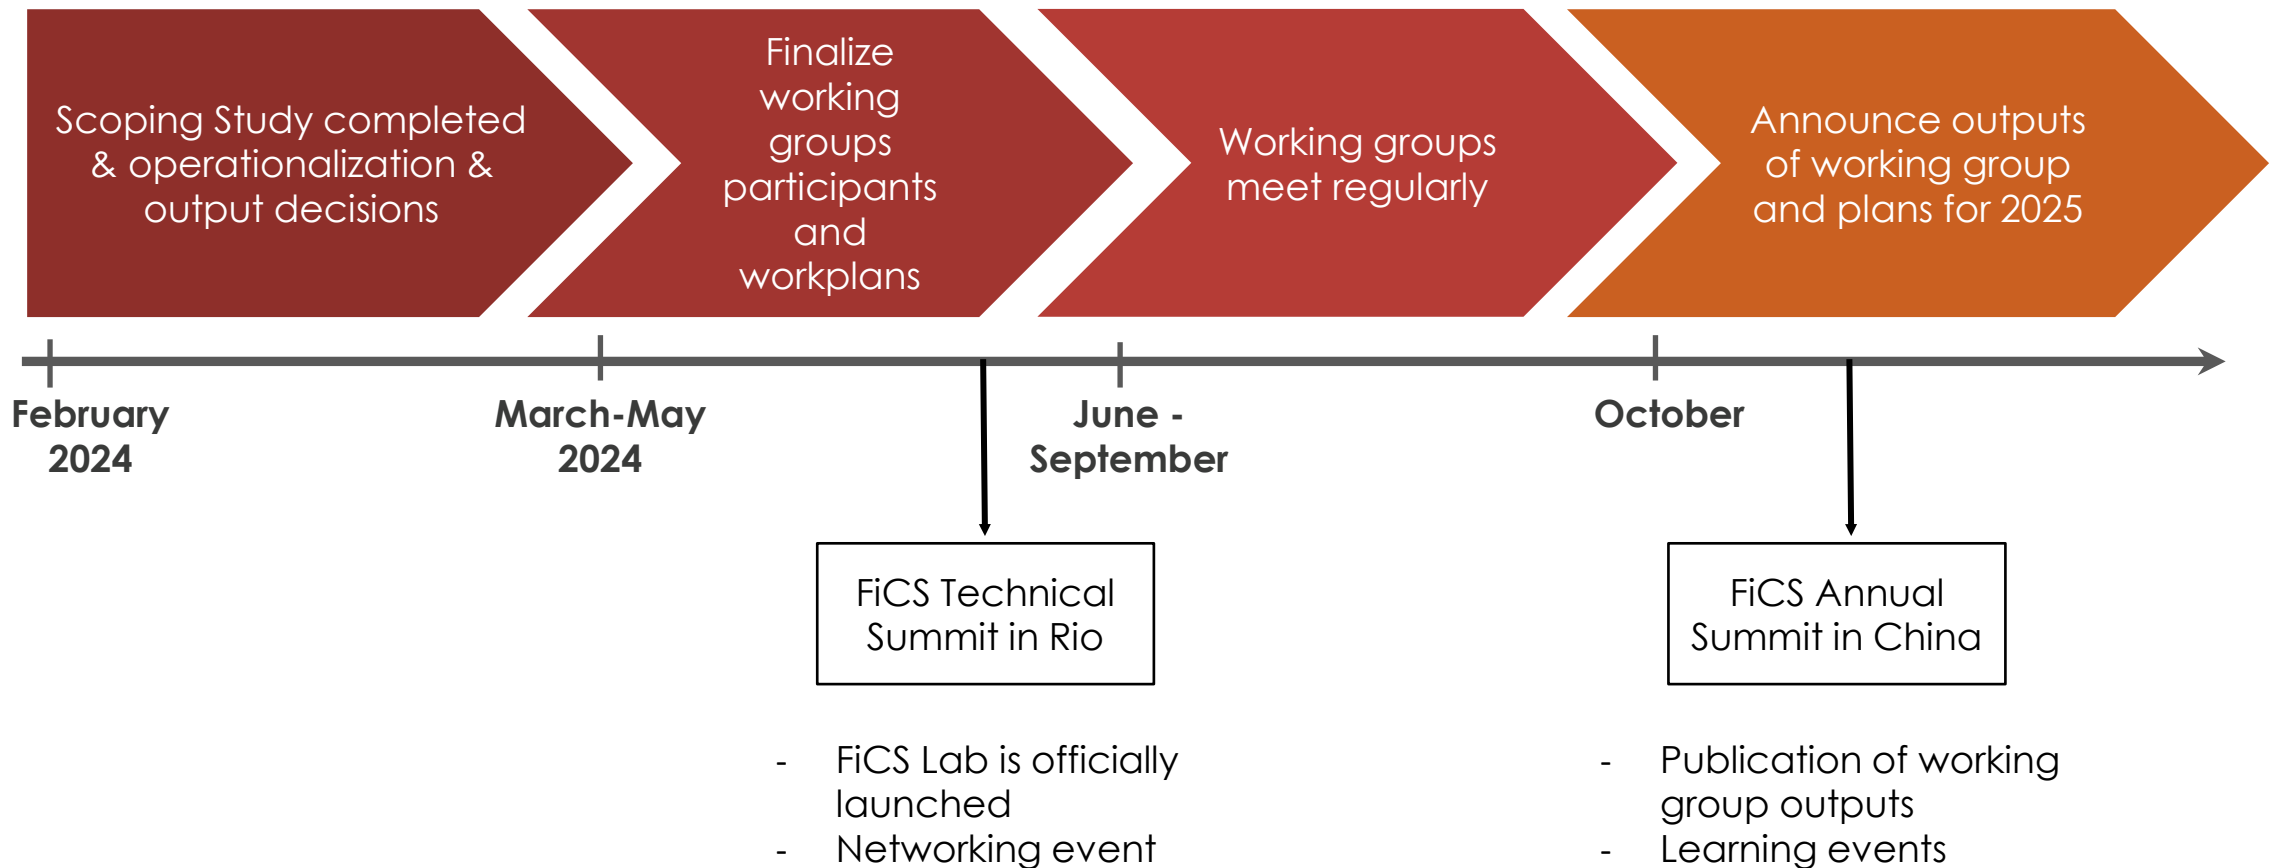 Scoping Study completed
& operationalization &
output decisions
Finalize
working
groups
participants
and
workplans
Working groups
meet regularly
Announce outputs
of working group
and plans for 2025
February
2024
March-May
2024
June -
September
October
FiCS Technical
Summit in Rio
- FiCS Lab is officially
launched
- Networking event
FiCS Annual
Summit in China
- Publication of working
group outputs
- Learning events